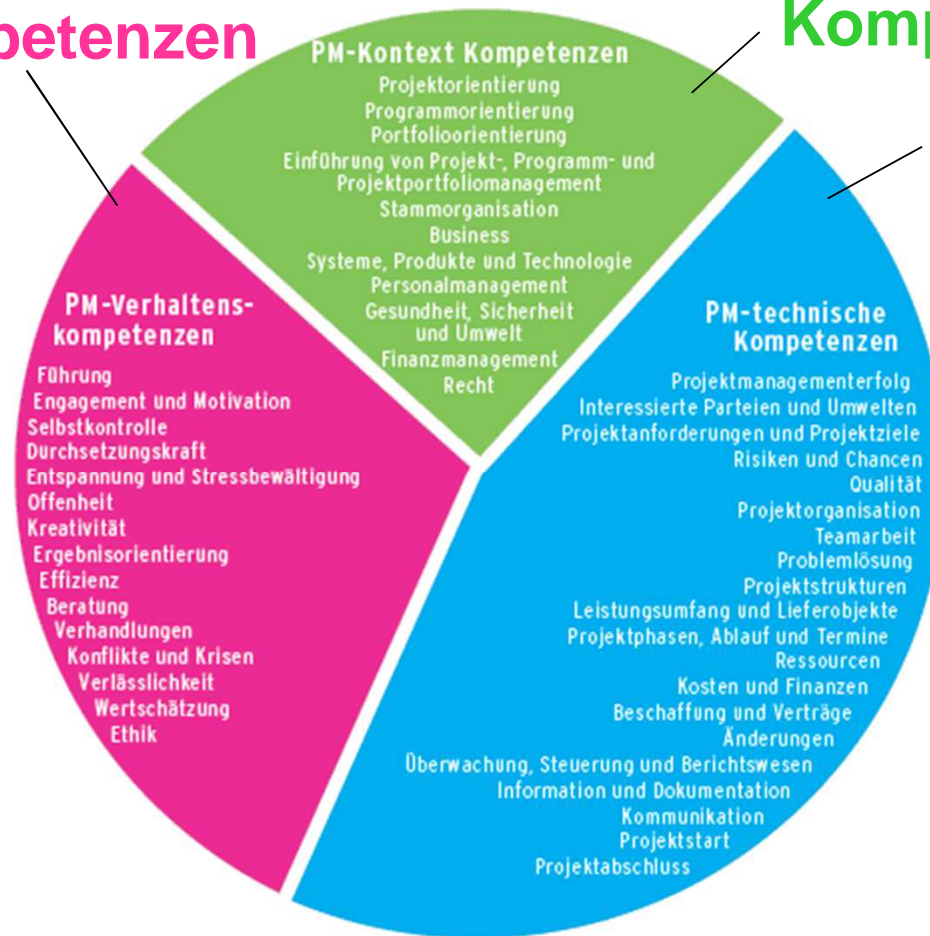 petenzen
Komp
PM-Kontext Kompetenzen
Projektorientierung
Programmorientierung
Portfolioorientierung
Einführung von Projekt-, Programm- und
Projektportfoliomanagement
Stammorganisation
Business
Systeme, Produkte und Technologie
Personalmanagement
Gesundheit, Sicherheit
und Umwelt
Finanzmanagement
Recht
PM-Verhaltens-
kompetenzen
Führung
Engagement und Motivation
Selbstkontrolle
Durchsetzungskraft
Entspannung und Stressbewältigung
Offenheit
Kreativität
Ergebnisorientierung
Effizienz
Beratung
Verhandlungen
Konflikte und Krisen
Verlässlichkeit
Wertschätzung
Ethik
PM-technische
Kompetenzen
Projektmanagementerfolg
Interessierte Parteien und Umwelten
Projektanforderungen und Projektziele
Risiken und Chancen
Qualität
Projektorganisation
Teamarbeit
Problemlösung
Projektstrukturen
Leistungsumfang und Lieferobjekte
Projektphasen, Ablauf und Termine
Ressourcen
Kosten und Finanzen
Beschaffung und Verträge
Änderungen
Überwachung, Steuerung und Berichtswesen
Information und Dokumentation
Kommunikation
Projektstart
Projektabschluss